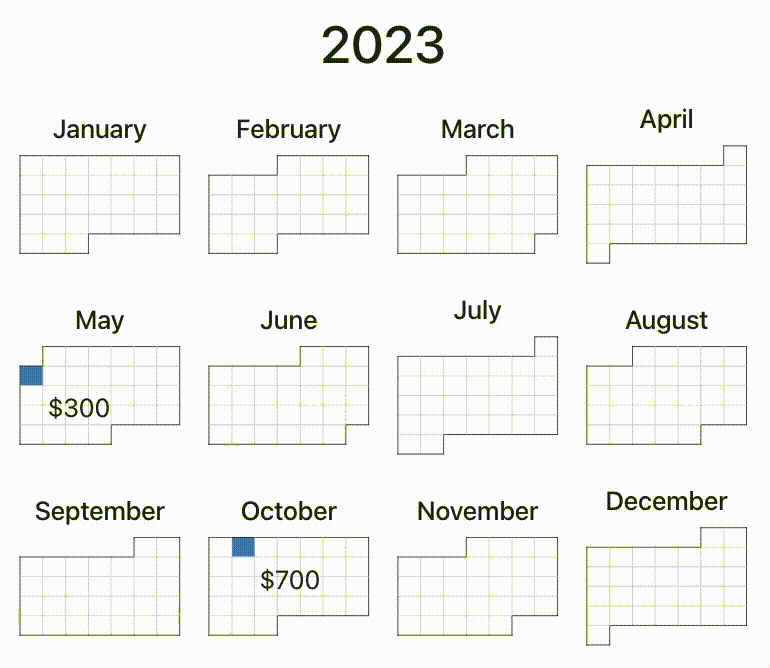 2023
January
February
March
April
May
June
July
August
$300
September
October
November
December
$700